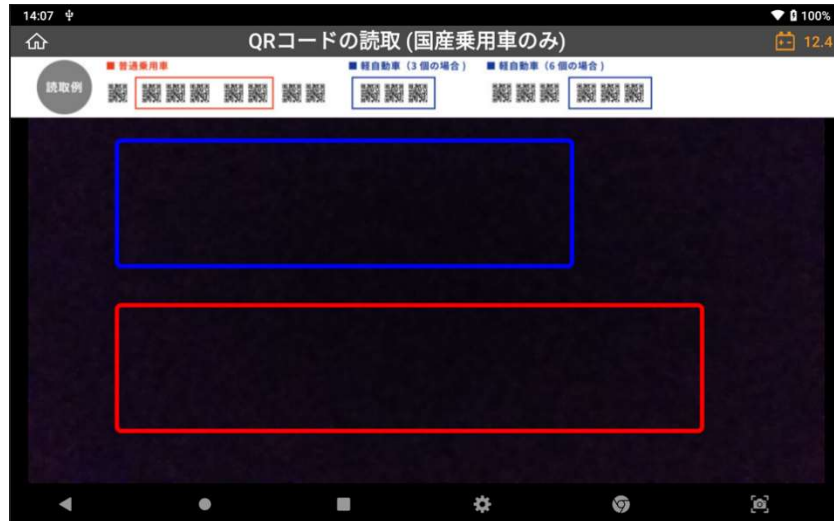 14:07
100%
QRコードの読取 (国産乗用車のみ)
12.4
読取例
■ 普通乗用車
■ 軽自動車（3 個の場合）
■ 軽自動車（6 個の場合）